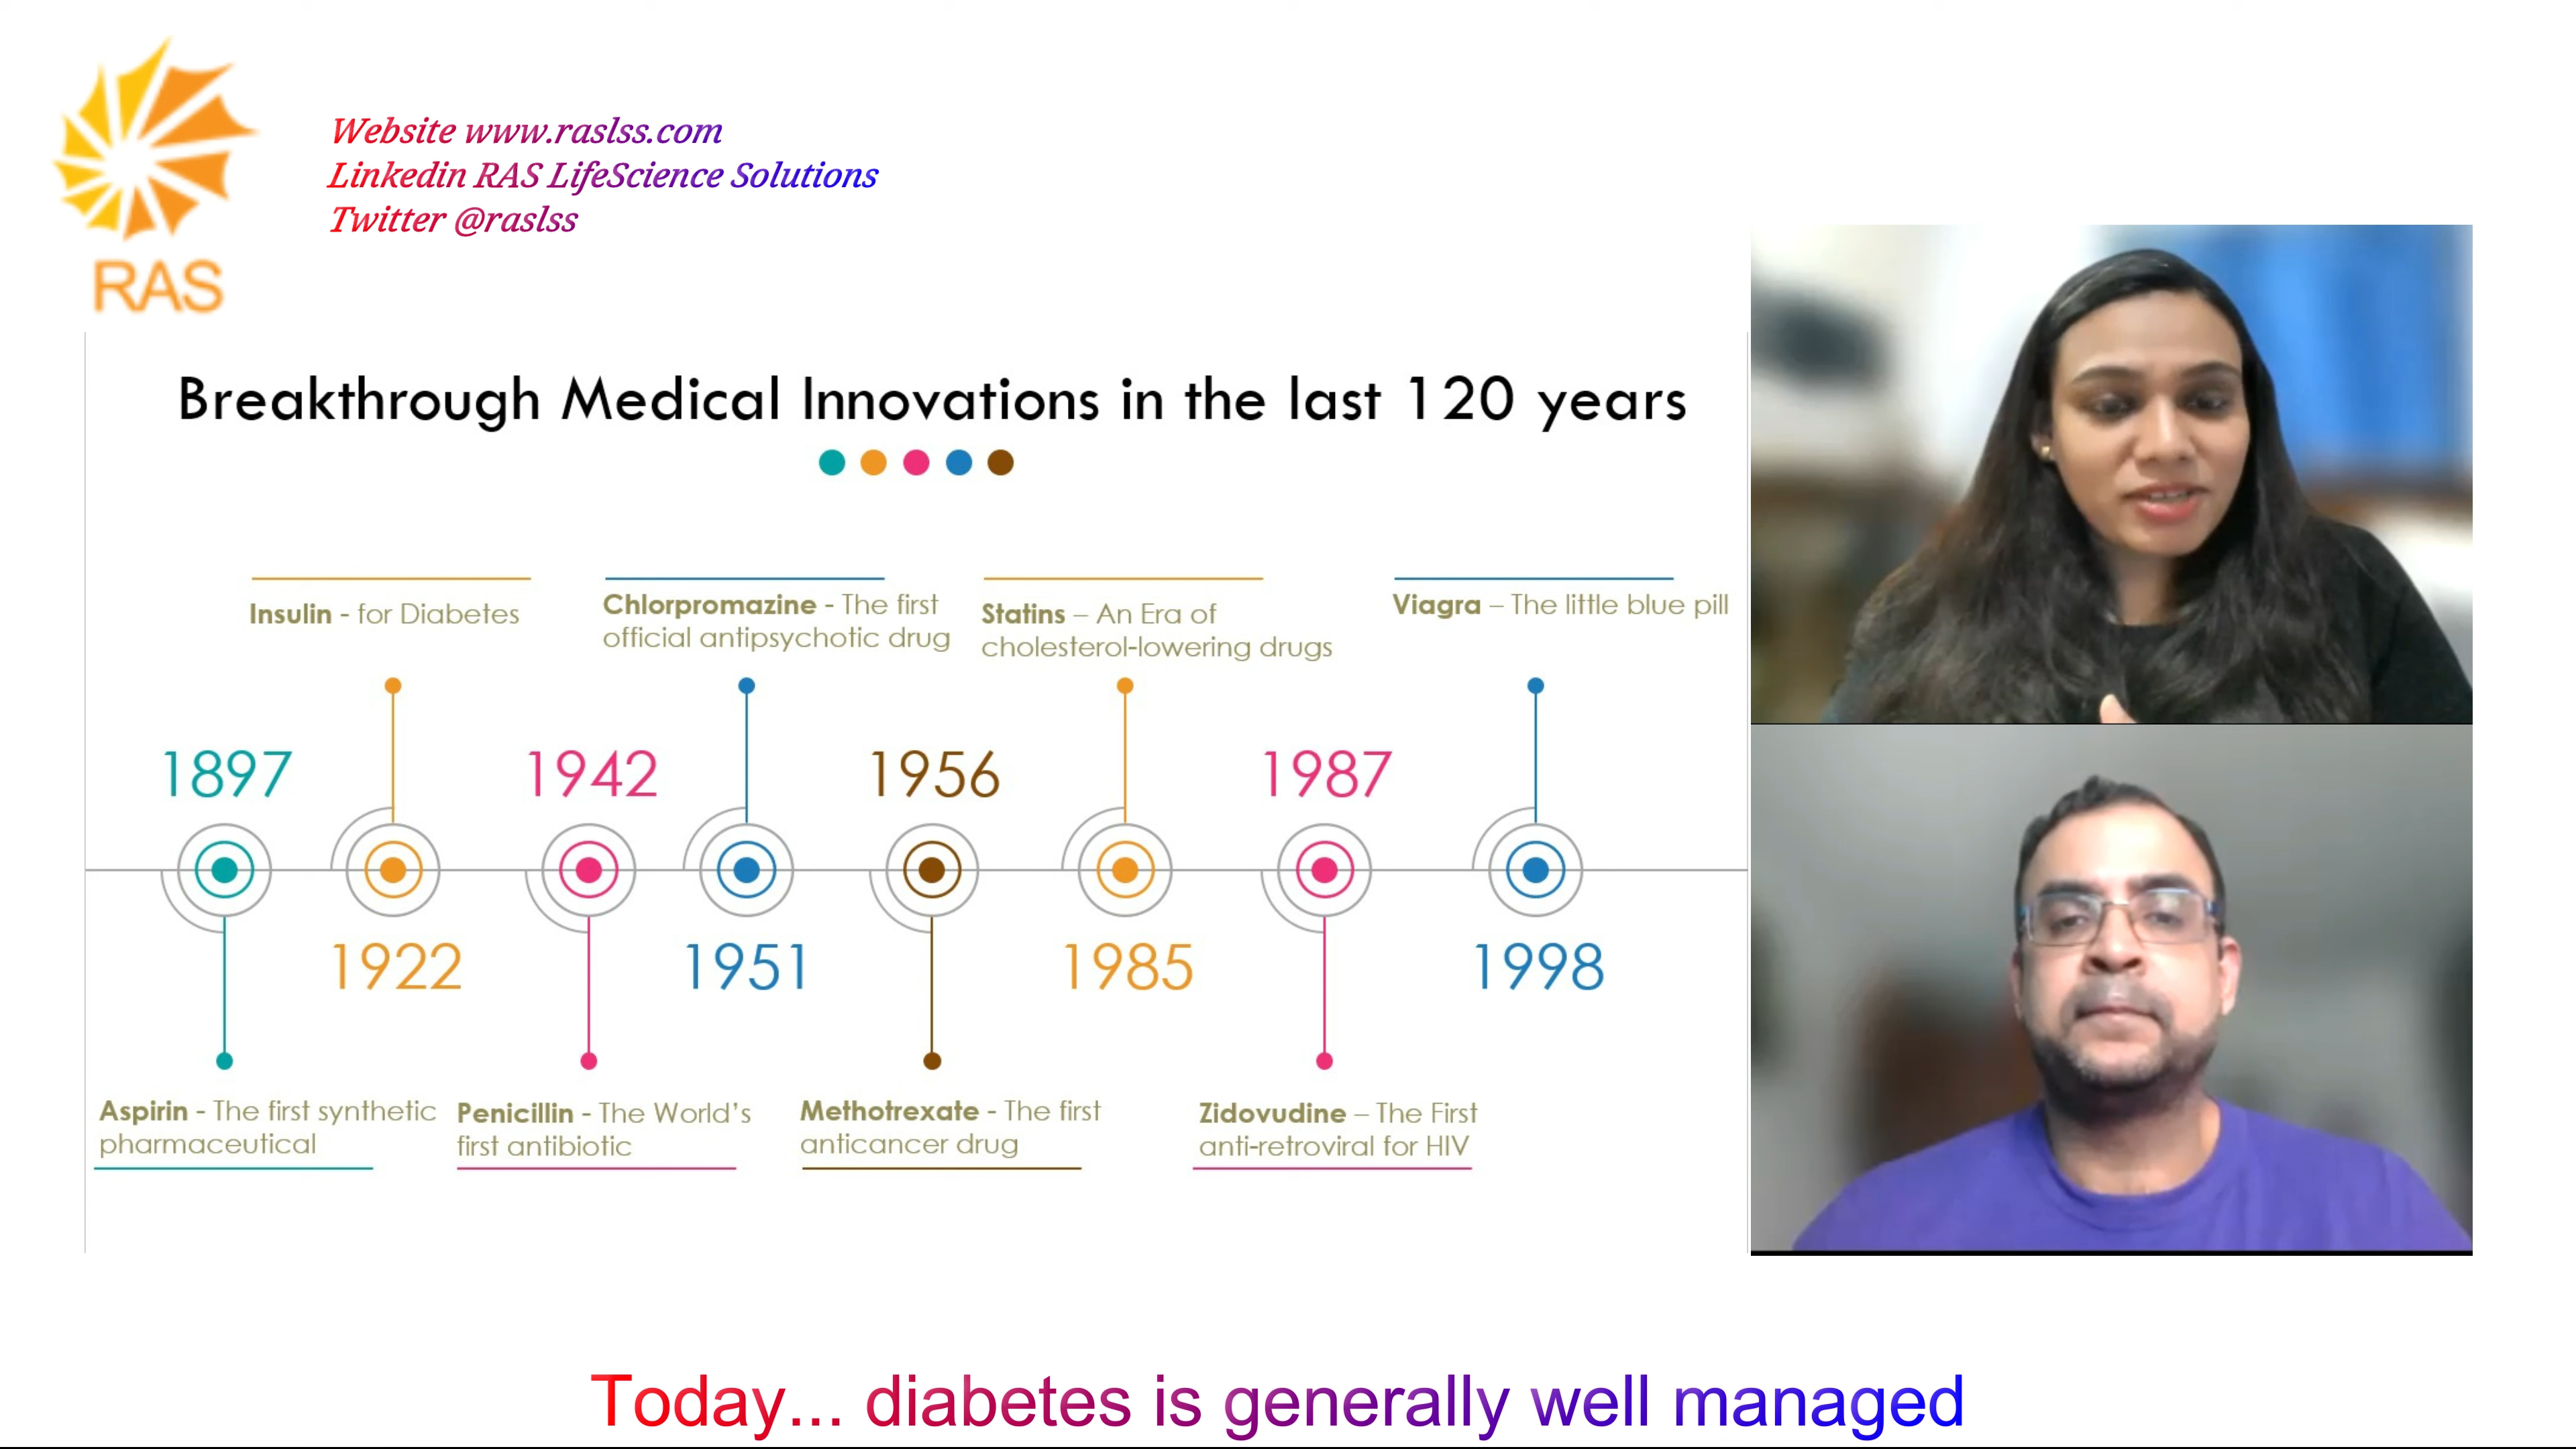 RAS
Website www.raslss.com
Linkedin RAS LifeScience Solutions
Twitter @raslss
Breakthrough Medical Innovations in the last 120 years
Insulin - for Diabetes
Chlorpromazine - The first
official antipsychotic drug
Statins – An Era of
cholesterol-lowering drugs
Viagra – The little blue pill
1897
1942
1956
1987
1922
1951
1985
1998
Aspirin - The first synthetic
pharmaceutical
Penicillin - The World's
first antibiotic
Methotrexate - The first
anticancer drug
Zidovudine – The First
anti-retroviral for HIV
Today... diabetes is generally well managed